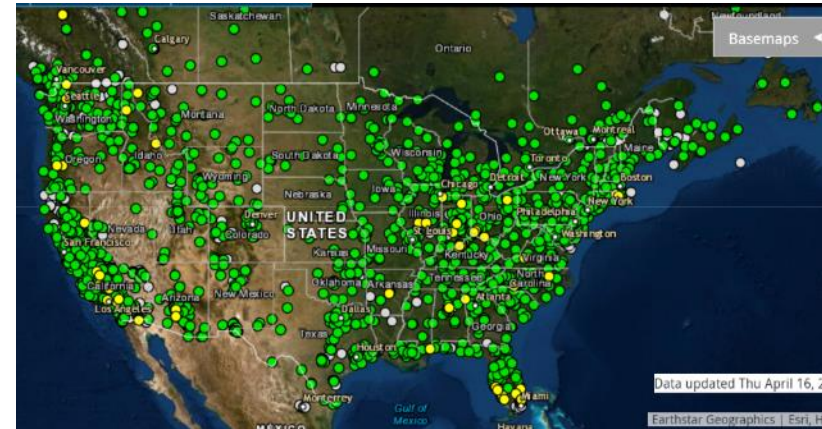 Saskatchewan
Newfoundland
Calgary
Ontario
Basemaps
Vancouver
Seattle
Washington
Montana
North Dakota
Minnesota
Ottawa
Montreal
Maine
Oregon
Idaho
South Dakota
Wisconsin
Toronto
Wyoming
Detroit
New York
Boston
Chicago
Iowa
Nebraska
New York
Nevada
Utah
Denver
Colorado
UNITED
STATES
Illinois
Ohio
Philadelphia
St Louis
Washington
San Francisco
Kansas
Missouri
Kentucky
Virginia
California
Oklahoma
Arkansas
Tennessee
North
Carolina
Los Angeles
Arizona
New Mexico
Dallas
Atlanta
Texas
Georgia
Houston
Monterrey
Miami
Data updated Thu April 16, 2
Gulf of
Mexico
MÉXICO
Havana
Earthstar Geographics | Esri, H